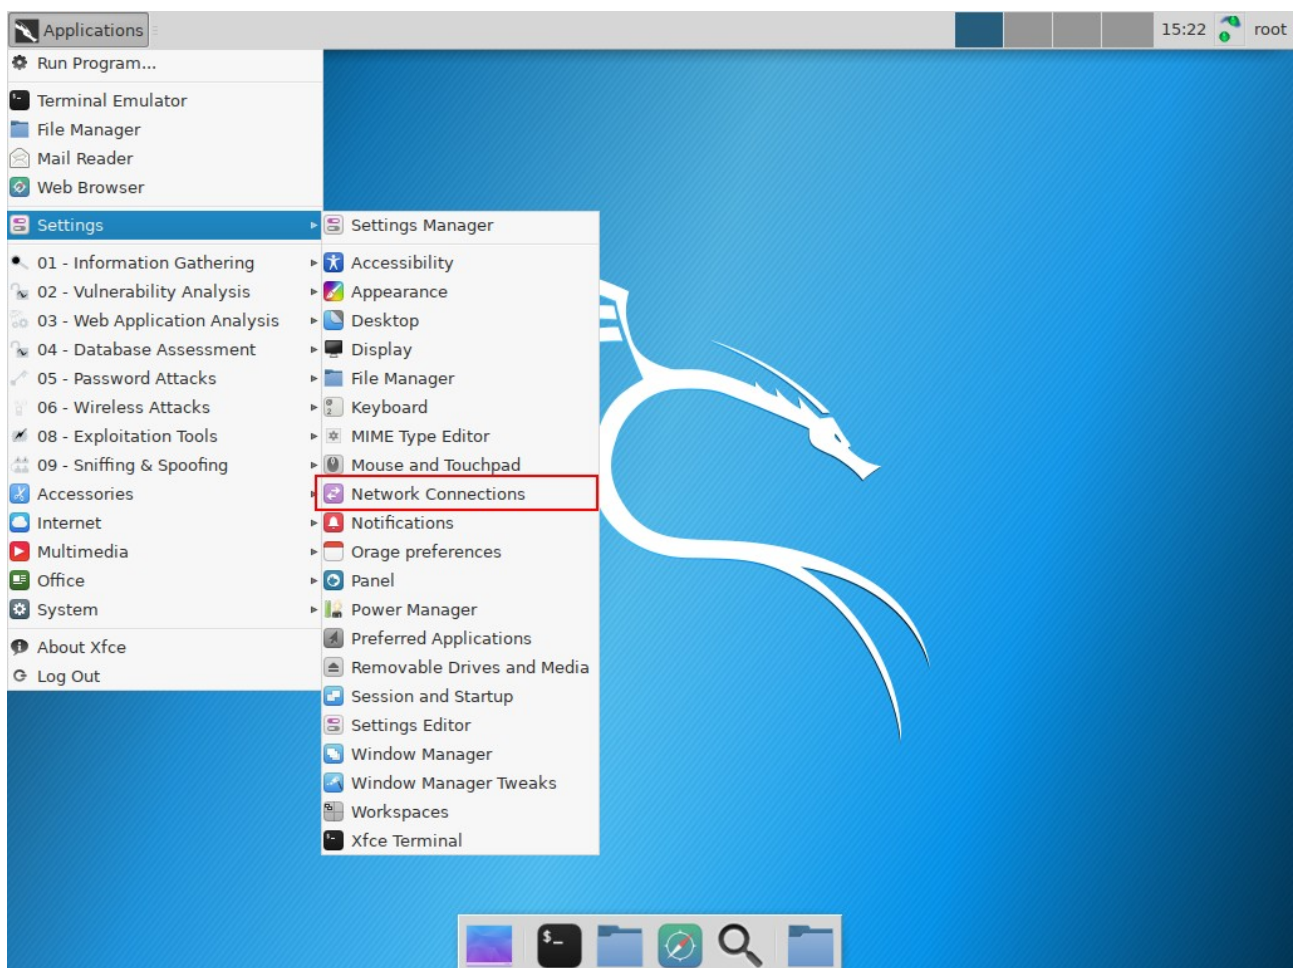 Applications
15:22
root
Run Program...
Terminal Emulator
File Manager
Mail Reader
Web Browser
Settings
01 - Information Gathering
02 - Vulnerability Analysis
03 - Web Application Analysis
04 - Database Assessment
05 - Password Attacks
06 - Wireless Attacks
08 - Exploitation Tools
09 - Sniffing & Spoofing
Accessories
Internet
Multimedia
Office
System
About Xfce
Log Out
Settings Manager
Accessibility
Appearance
Desktop
Display
File Manager
Keyboard
MIME Type Editor
Mouse and Touchpad
Network Connections
Notifications
Orage preferences
Panel
Power Manager
Preferred Applications
Removable Drives and Media
Session and Startup
Settings Editor
Window Manager
Window Manager Tweaks
Workspaces
Xfce Terminal
$_